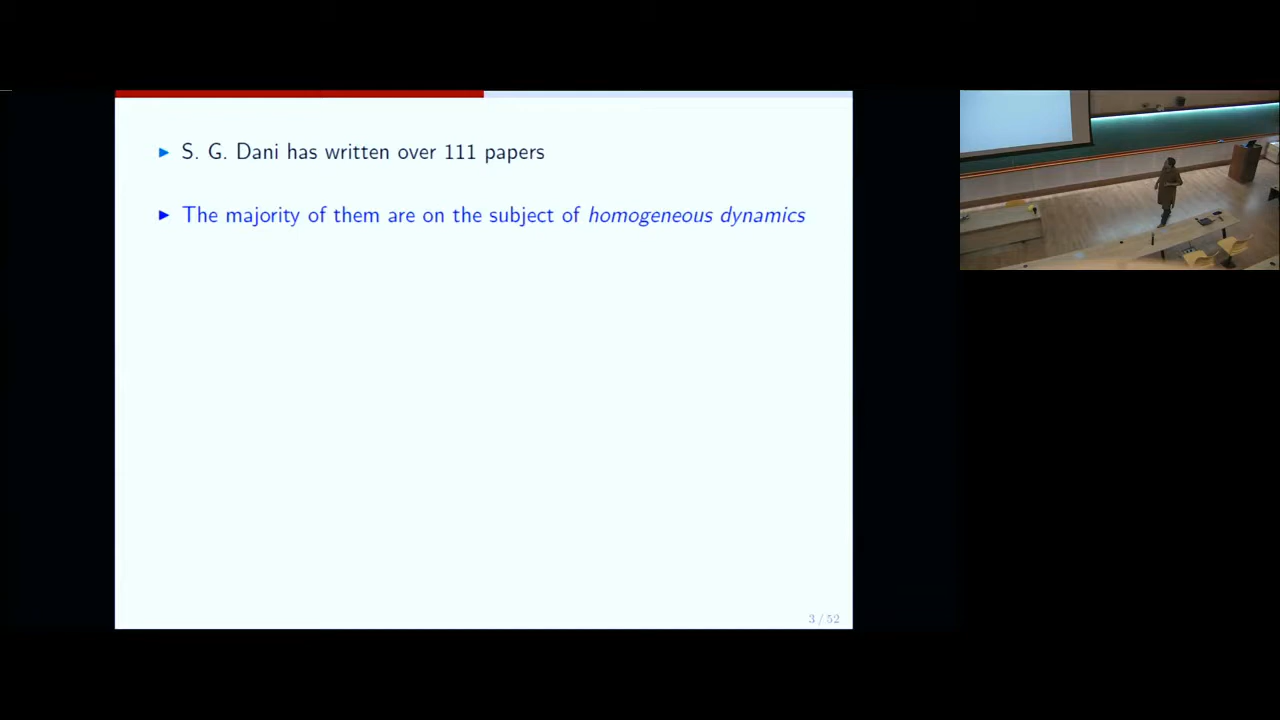 S. G. Dani has written over 111 papers
The majority of them are on the subject of homogeneous dynamics
3 / 52